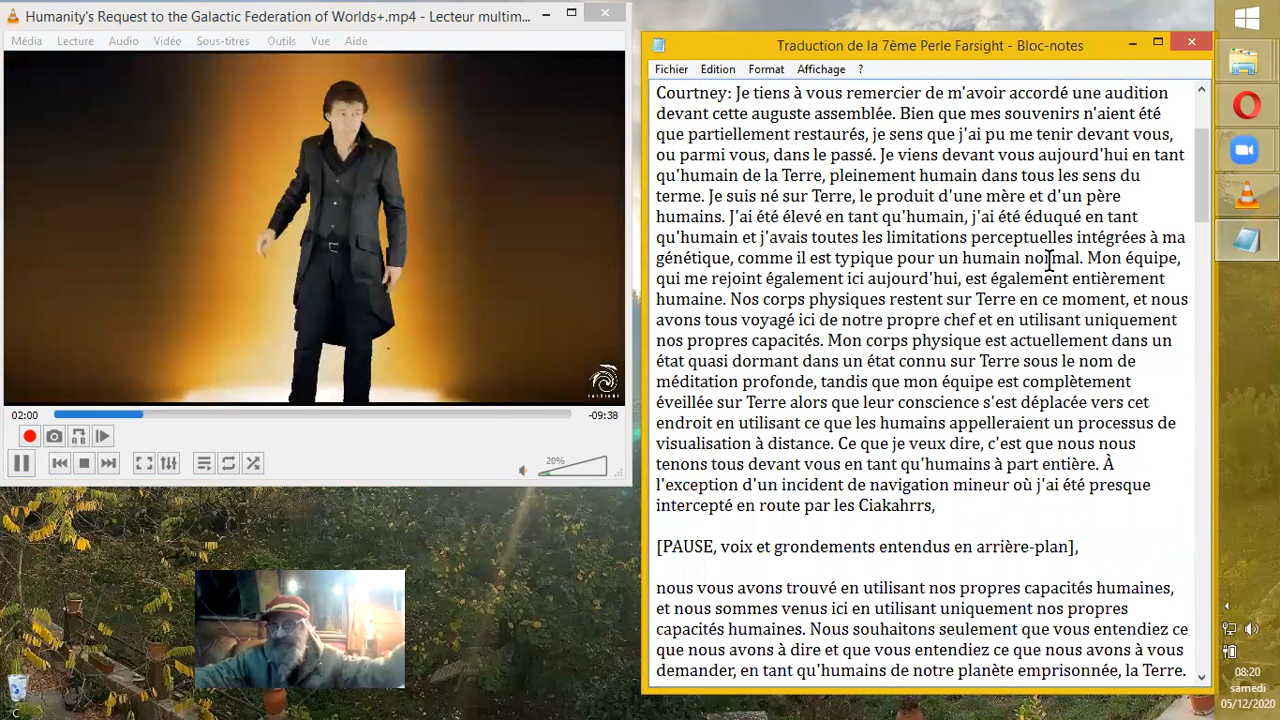 Humanity's Request to the Galactic Federation of Worlds+.mp4 - Lecteur multim...
Média Lecture Audio Vidéo Sous-titres Outils Vue Aide
FARSIGHT
02:00 -09:38
20%
Traduction de la 7ème Perle Farsight - Bloc-notes
Fichier Edition Format Affichage ?
Courtney: Je tiens à vous remercier de m'avoir accordé une audition
devant cette auguste assemblée. Bien que mes souvenirs n'aient été
que partiellement restaurés, je sens que j'ai pu me tenir devant vous,
ou parmi vous, dans le passé. Je viens devant vous aujourd'hui en tant
qu'humain de la Terre, pleinement humain dans tous les sens du
terme. Je suis né sur Terre, le produit d'une mère et d'un père
humains. J'ai été élevé en tant qu'humain, j'ai été éduqué en tant
qu'humain et j'avais toutes les limitations perceptuelles intégrées à ma
génétique, comme il est typique pour un humain normal. Mon équipe,
qui me rejoint également ici aujourd'hui, est également entièrement
humaine. Nos corps physiques restent sur Terre en ce moment, et nous
avons tous voyagé ici de notre propre chef et en utilisant uniquement
nos propres capacités. Mon corps physique est actuellement dans un
état quasi dormant dans un état connu sur Terre sous le nom de
méditation profonde, tandis que mon équipe est complètement
éveillée sur Terre alors que leur conscience s'est déplacée vers cet
endroit en utilisant ce que les humains appelleraient un processus de
visualisation à distance. Ce que je veux dire, c'est que nous nous
tenons tous devant vous en tant qu'humains à part entière. À
l'exception d'un incident de navigation mineur où j'ai été presque
intercepté en route par les Ciakahrrs,
[PAUSE, voix et grondements entendus en arrière-plan],
nous vous avons trouvé en utilisant nos propres capacités humaines,
et nous sommes venus ici en utilisant uniquement nos propres
capacités humaines. Nous souhaitons seulement que vous entendiez ce
que nous avons à dire et que vous entendiez ce que nous avons à vous
demander, en tant qu'humains de notre planète emprisonnée, la Terre.
C
08:20
samedi
05/12/2020